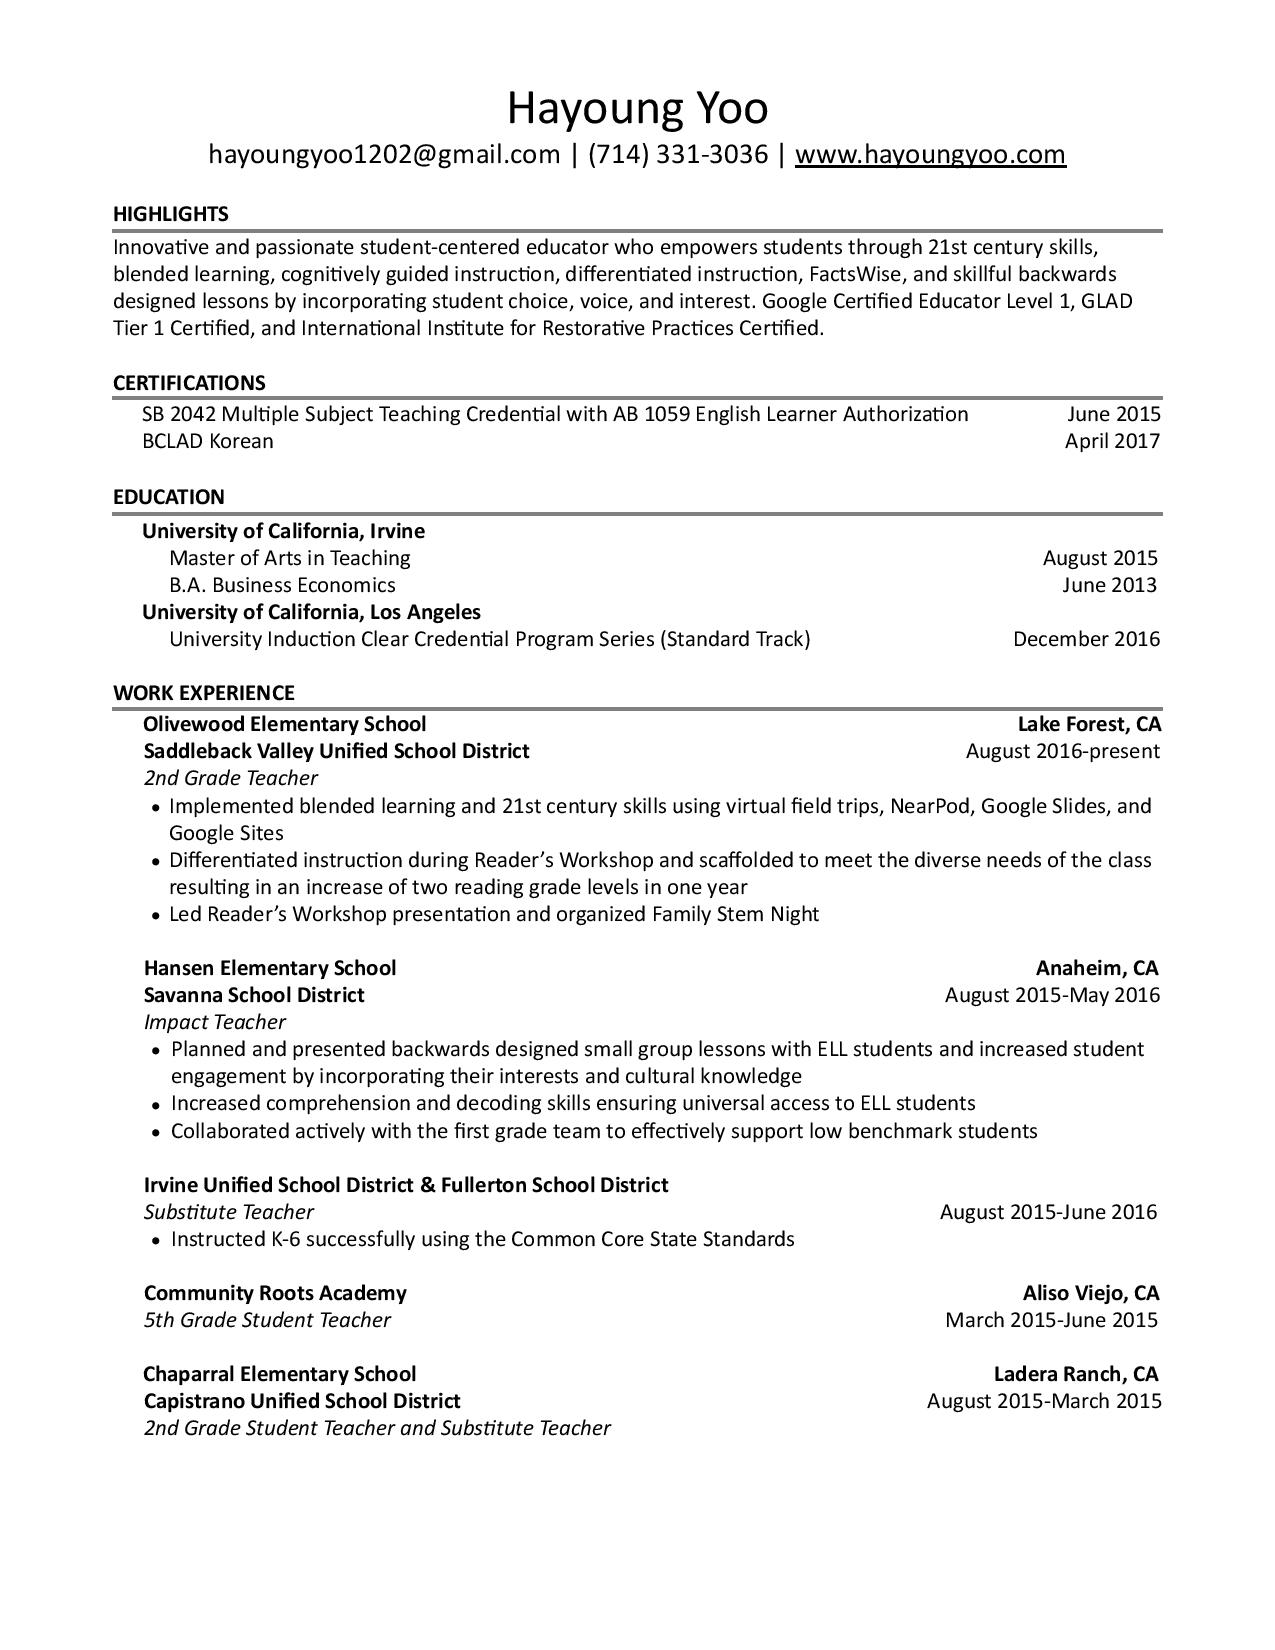 Hayoung Yoo
hayoungyoo1202@gmail.com | (714) 331-3036 | www.hayoungyoo.com
HIGHLIGHTS
Innovative and passionate student-centered educator who empowers students through 21st century skills,
blended learning, cognitively guided instruction, differentiated instruction, FactsWise, and skillful backwards
designed lessons by incorporating student choice, voice, and interest. Google Certified Educator Level 1, GLAD
Tier 1 Certified, and International Institute for Restorative Practices Certified.
CERTIFICATIONS
SB 2042 Multiple Subject Teaching Credential with AB 1059 English Learner Authorization June 2015
BCLAD Korean April 2017
EDUCATION
University of California, Irvine
Master of Arts in Teaching August 2015
B.A. Business Economics June 2013
University of California, Los Angeles
University Induction Clear Credential Program Series (Standard Track) December 2016
WORK EXPERIENCE
Olivewood Elementary School Lake Forest, CA
Saddleback Valley Unified School District August 2016-present
2nd Grade Teacher
• Implemented blended learning and 21st century skills using virtual field trips, NearPod, Google Slides, and
Google Sites
• Differentiated instruction during Reader’s Workshop and scaffolded to meet the diverse needs of the class
resulting in an increase of two reading grade levels in one year
• Led Reader’s Workshop presentation and organized Family Stem Night
Hansen Elementary School Anaheim, CA
Savanna School District August 2015-May 2016
Impact Teacher
• Planned and presented backwards designed small group lessons with ELL students and increased student
engagement by incorporating their interests and cultural knowledge
• Increased comprehension and decoding skills ensuring universal access to ELL students
• Collaborated actively with the first grade team to effectively support low benchmark students
Irvine Unified School District & Fullerton School District
Substitute Teacher August 2015-June 2016
• Instructed K-6 successfully using the Common Core State Standards
Community Roots Academy Aliso Viejo, CA
5th Grade Student Teacher March 2015-June 2015
Chaparral Elementary School Ladera Ranch, CA
Capistrano Unified School District August 2015-March 2015
2nd Grade Student Teacher and Substitute Teacher